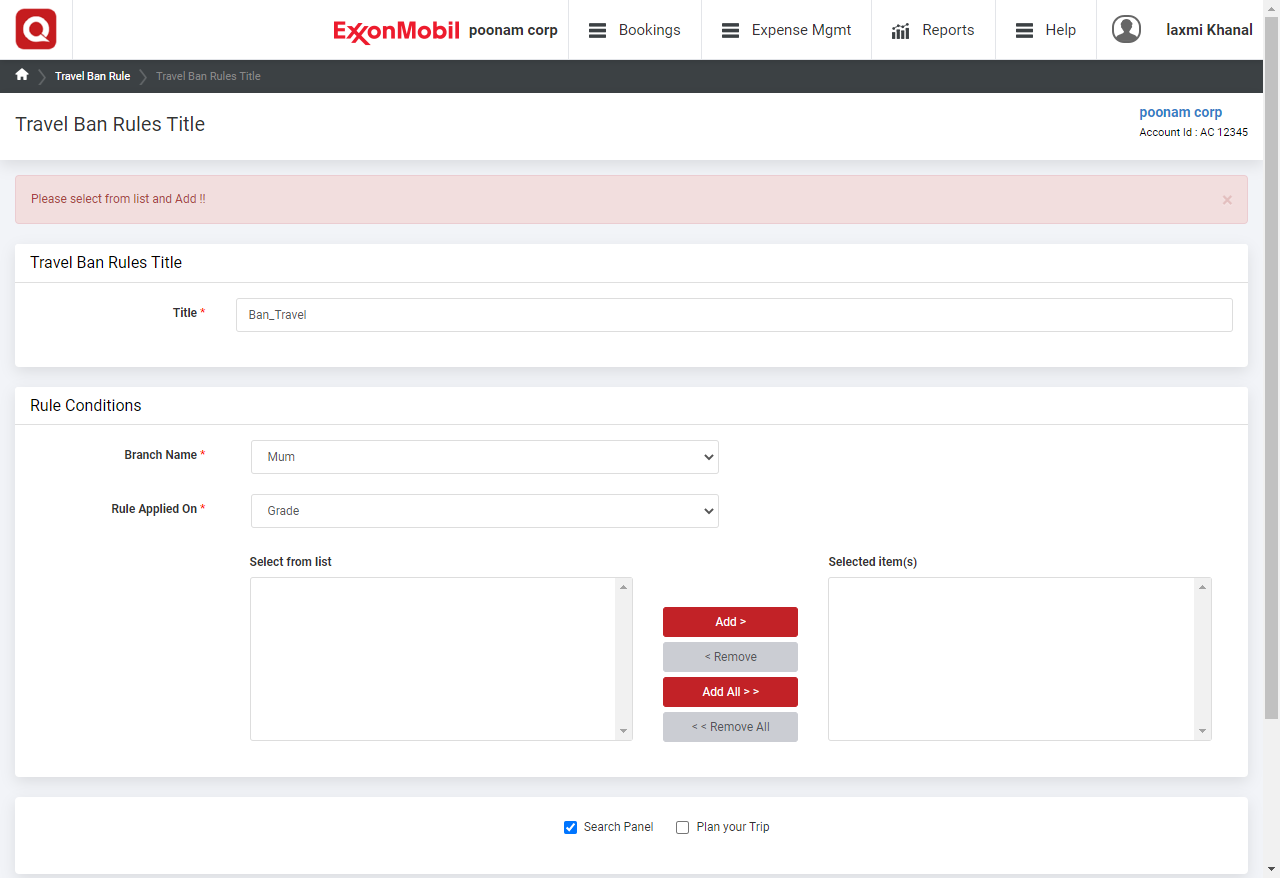 Q
ExxonMobil poonam corp Bookings Expense Mgmt Reports Help laxmi Khanal
Travel Ban Rule Travel Ban Rules Title
Travel Ban Rules Title
poonam corp
Account Id : AC 12345
Please select from list and Add !!
×
Travel Ban Rules Title
Title *
Ban_Travel
Rule Conditions
Branch Name *
Mum
Rule Applied On *
Grade
Select from list
Selected item(s)
Add >
< Remove
Add All > >
< < Remove All
Search Panel
Plan your Trip